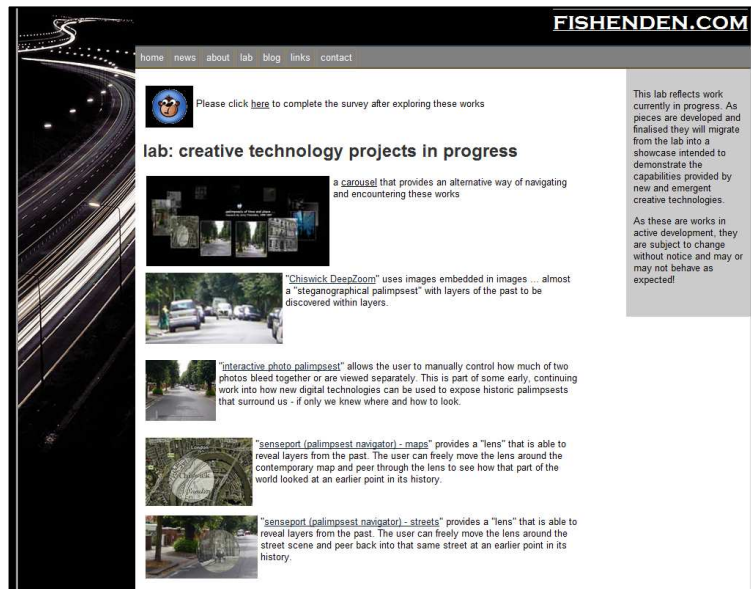 FISHENDEN.COM
home news about lab blog links contact
Please click here to complete the survey after exploring these works
lab: creative technology projects in progress
a carousel that provides an alternative way of navigating
and encountering these works
"Chiswick DeepZoom" uses images embedded in images ... almost
a "steganographical palimpsest" with layers of the past to be
discovered within layers.
"interactive photo palimpsest" allows the user to manually control how much of two
photos bleed together or are viewed separately. This is part of some early, continuing
work into how new digital technologies can be used to expose historic palimpsests
that surround us - if only we knew where and how to look.
London
Chiswick
"senseport (palimpsest navigator) - maps" provides a "lens" that is able to
reveal layers from the past. The user can freely move the lens around the
contemporary map and peer through the lens to see how that part of the
world looked at an earlier point in its history.
"senseport (palimpsest navigator) - streets" provides a "lens" that is able to
reveal layers from the past. The user can freely move the lens around the
street scene and peer back into that same street at an earlier point in its
history.
This lab reflects work
currently in progress. As
pieces are developed and
finalised they will migrate
from the lab into a
showcase intended to
demonstrate the
capabilities provided by
new and emergent
creative technologies.
As these are works in
active development, they
are subject to change
without notice and may or
may not behave as
expected!